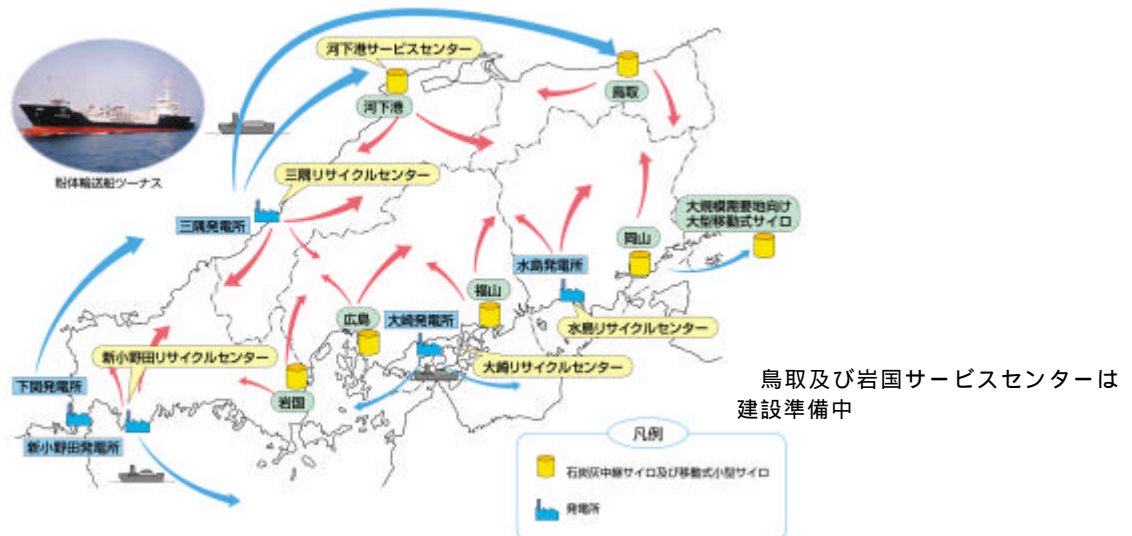 河下港サービスセンター
鳥取
河下港
粉体輸送船ツーナス
三隅リサイクルセンター
三隅発電所
大規模需要地向け
大型移動式サイロ
岡山
水島発電所
福山
広島
大崎発電所
水島リサイクルセンター
新小野田リサイクルセンター
大崎リサイクルセンター
下関発電所
岩国
新小野田発電所
鳥取及び岩国サービスセンターは
建設準備中
凡例
石炭灰中継サイロ及び移動式小型サイロ
発電所